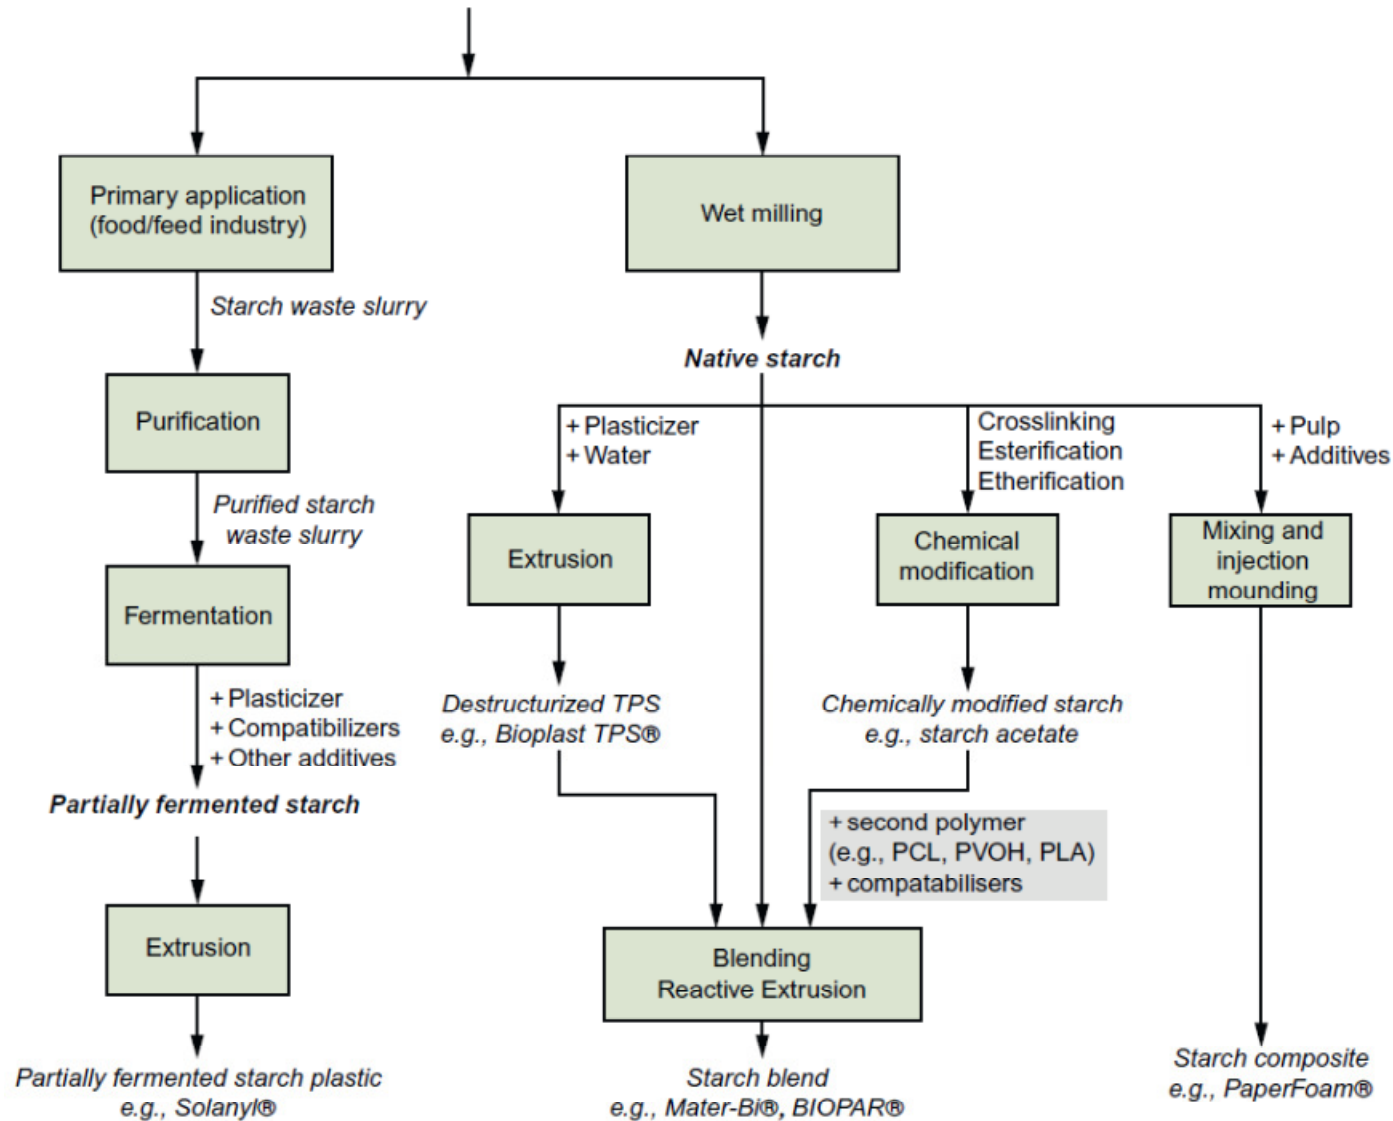 Primary application
(food/feed industry)
Wet milling
Starch waste slurry
Native starch
Purification
+ Plasticizer
+ Water
Crosslinking
Esterification
Etherification
+ Pulp
+ Additives
Purified starch
waste slurry
Extrusion
Chemical
modification
Mixing and
injection
mounding
Fermentation
+ Plasticizer
+ Compatibilizers
+ Other additives
Destructurized TPS
e.g., Bioplast TPS®
Chemically modified starch
e.g., starch acetate
Partially fermented starch
+ second polymer
(e.g., PCL, PVOH, PLA)
+ compatabilisers
Extrusion
Blending
Reactive Extrusion
Partially fermented starch plastic
e.g., Solanyl®
Starch blend
e.g., Mater-Bi®, BIOPAR®
Starch composite
e.g., PaperFoam®